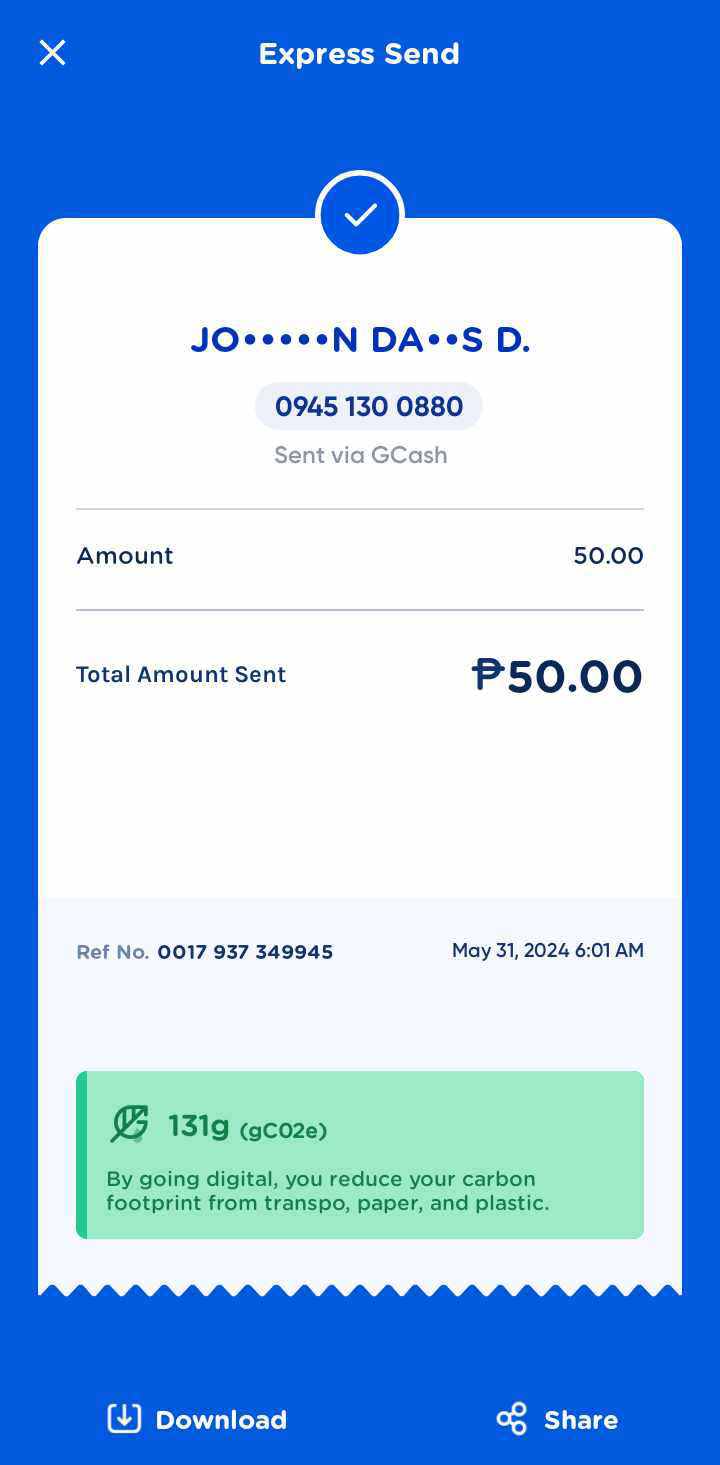 Express Send
JO•••••N DA••S D.
0945 130 0880
Sent via GCash
Amount 50.00
Total Amount Sent ₱50.00
Ref No. 0017 937 349945 May 31, 2024 6:01 AM
131g (gC02e)
By going digital, you reduce your carbon
footprint from transpo, paper, and plastic.
Download Share